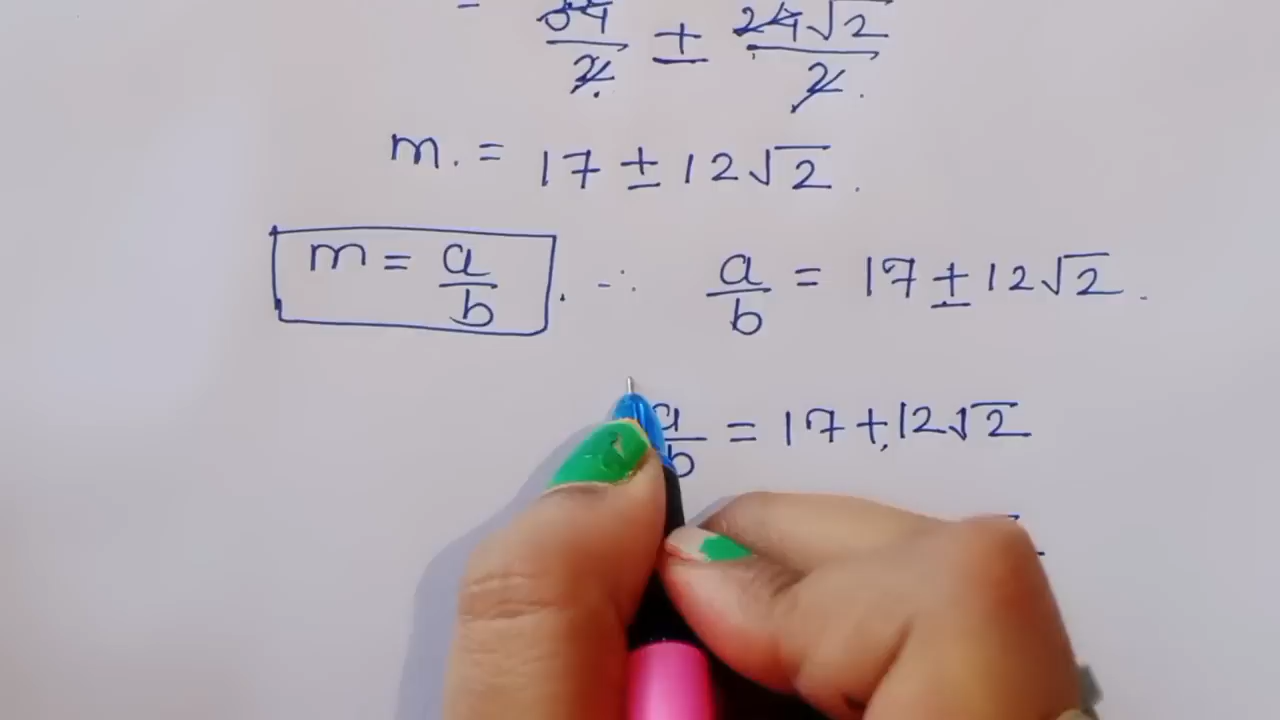 = 34/2 ± 24√2/2 .
m. = 17 ± 12√2 .
m = a/b . ∴ a/b = 17 ± 12√2 .
a/b = 17 + 12√2